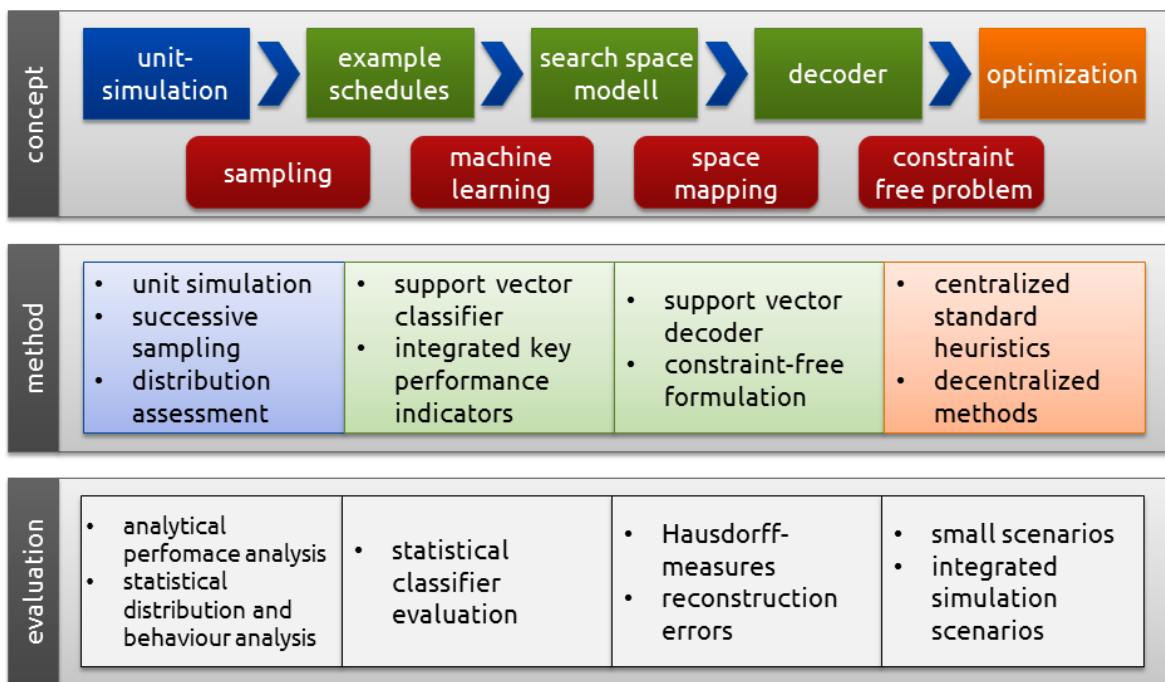 concept
unit-
simulation
example
schedules
search space
modell
decoder
optimization
sampling
machine
learning
space
mapping
constraint
free problem
method
• unit simulation
• successive
sampling
• distribution
assessment
• support vector
classifier
• integrated key
performance
indicators
• support vector
decoder
• constraint-free
formulation
• centralized
standard
heuristics
• decentralized
methods
evaluation
• analytical
perfomace analysis
• statistical
distribution and
behaviour analysis
• statistical
classifier
evaluation
• Hausdorff-
measures
• reconstruction
errors
• small scenarios
• integrated
simulation
scenarios